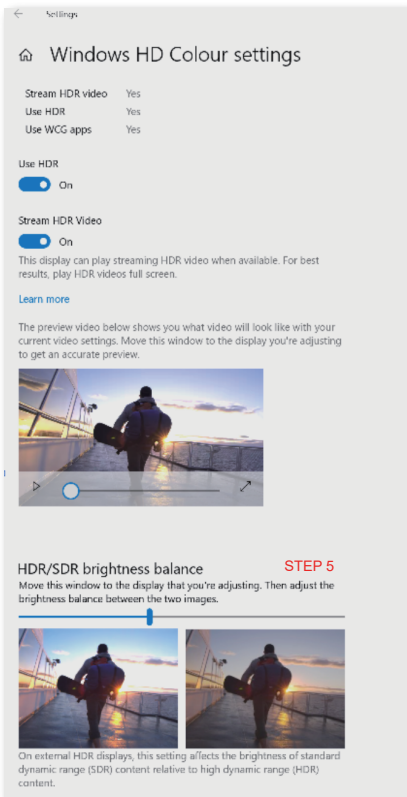 Settings
Windows HD Colour settings
Stream HDR video Yes
Use HDR Yes
Use WCG apps Yes
Use HDR
On
Stream HDR Video
On
This display can play streaming HDR video when available. For best
results, play HDR videos full screen.
Learn more
The preview video below shows you what video will look like with your
current video settings. Move this window to the display you're adjusting
to get an accurate preview.
HDR/SDR brightness balance STEP 5
Move this window to the display that you're adjusting. Then adjust the
brightness balance between the two images.
On external HDR displays, this setting affects the brightness of standard
dynamic range (SDR) content relative to high dynamic range (HDR)
content.